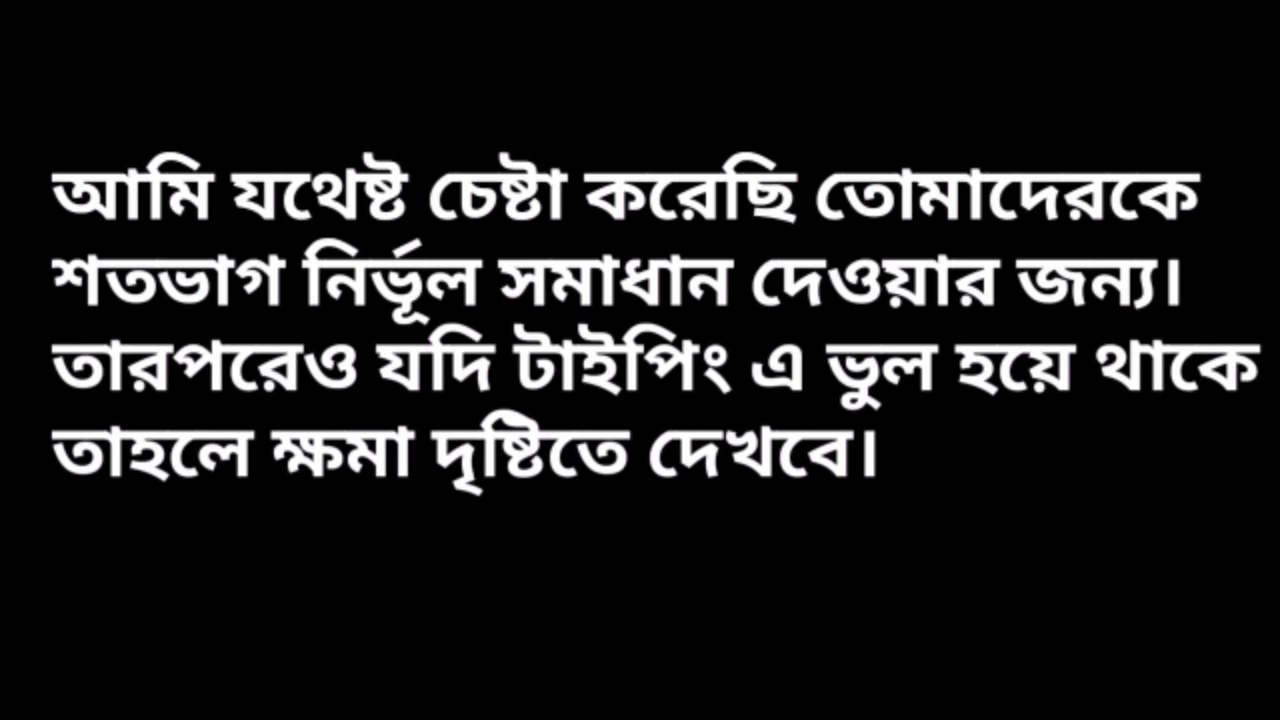 আমি যথেষ্ট চেষ্টা করেছি তোমাদেরকে
শতভাগ নির্ভূল সমাধান দেওয়ার জন্য।
তারপরেও যদি টাইপিং এ ভুল হয়ে থাকে
তাহলে ক্ষমা দৃষ্টিতে দেখবে।